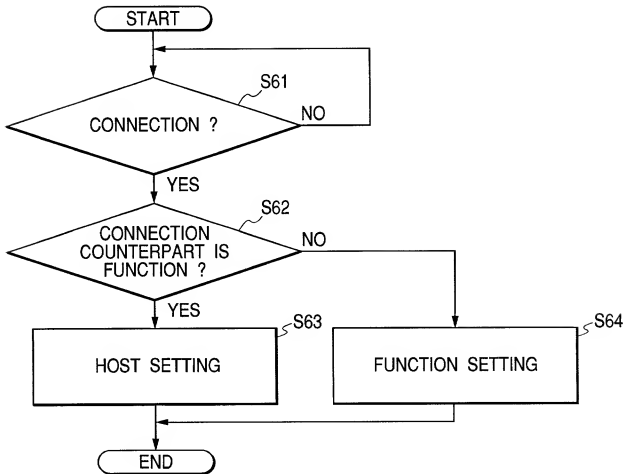 START
S61
CONNECTION ?
NO
YES
S62
CONNECTION
COUNTERPART IS
FUNCTION ?
NO
YES
S63
HOST SETTING
S64
FUNCTION SETTING
END